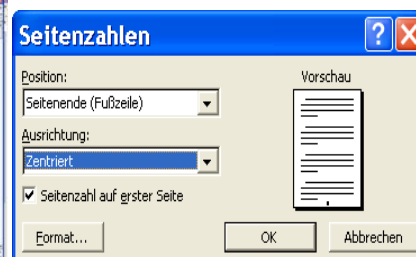 Seitenzahlen
Position:
Vorschau
Seitenende (Fußzeile)
Ausrichtung:
Zentriert
Seitenzahl auf erster Seite
Format...
OK
Abbrechen